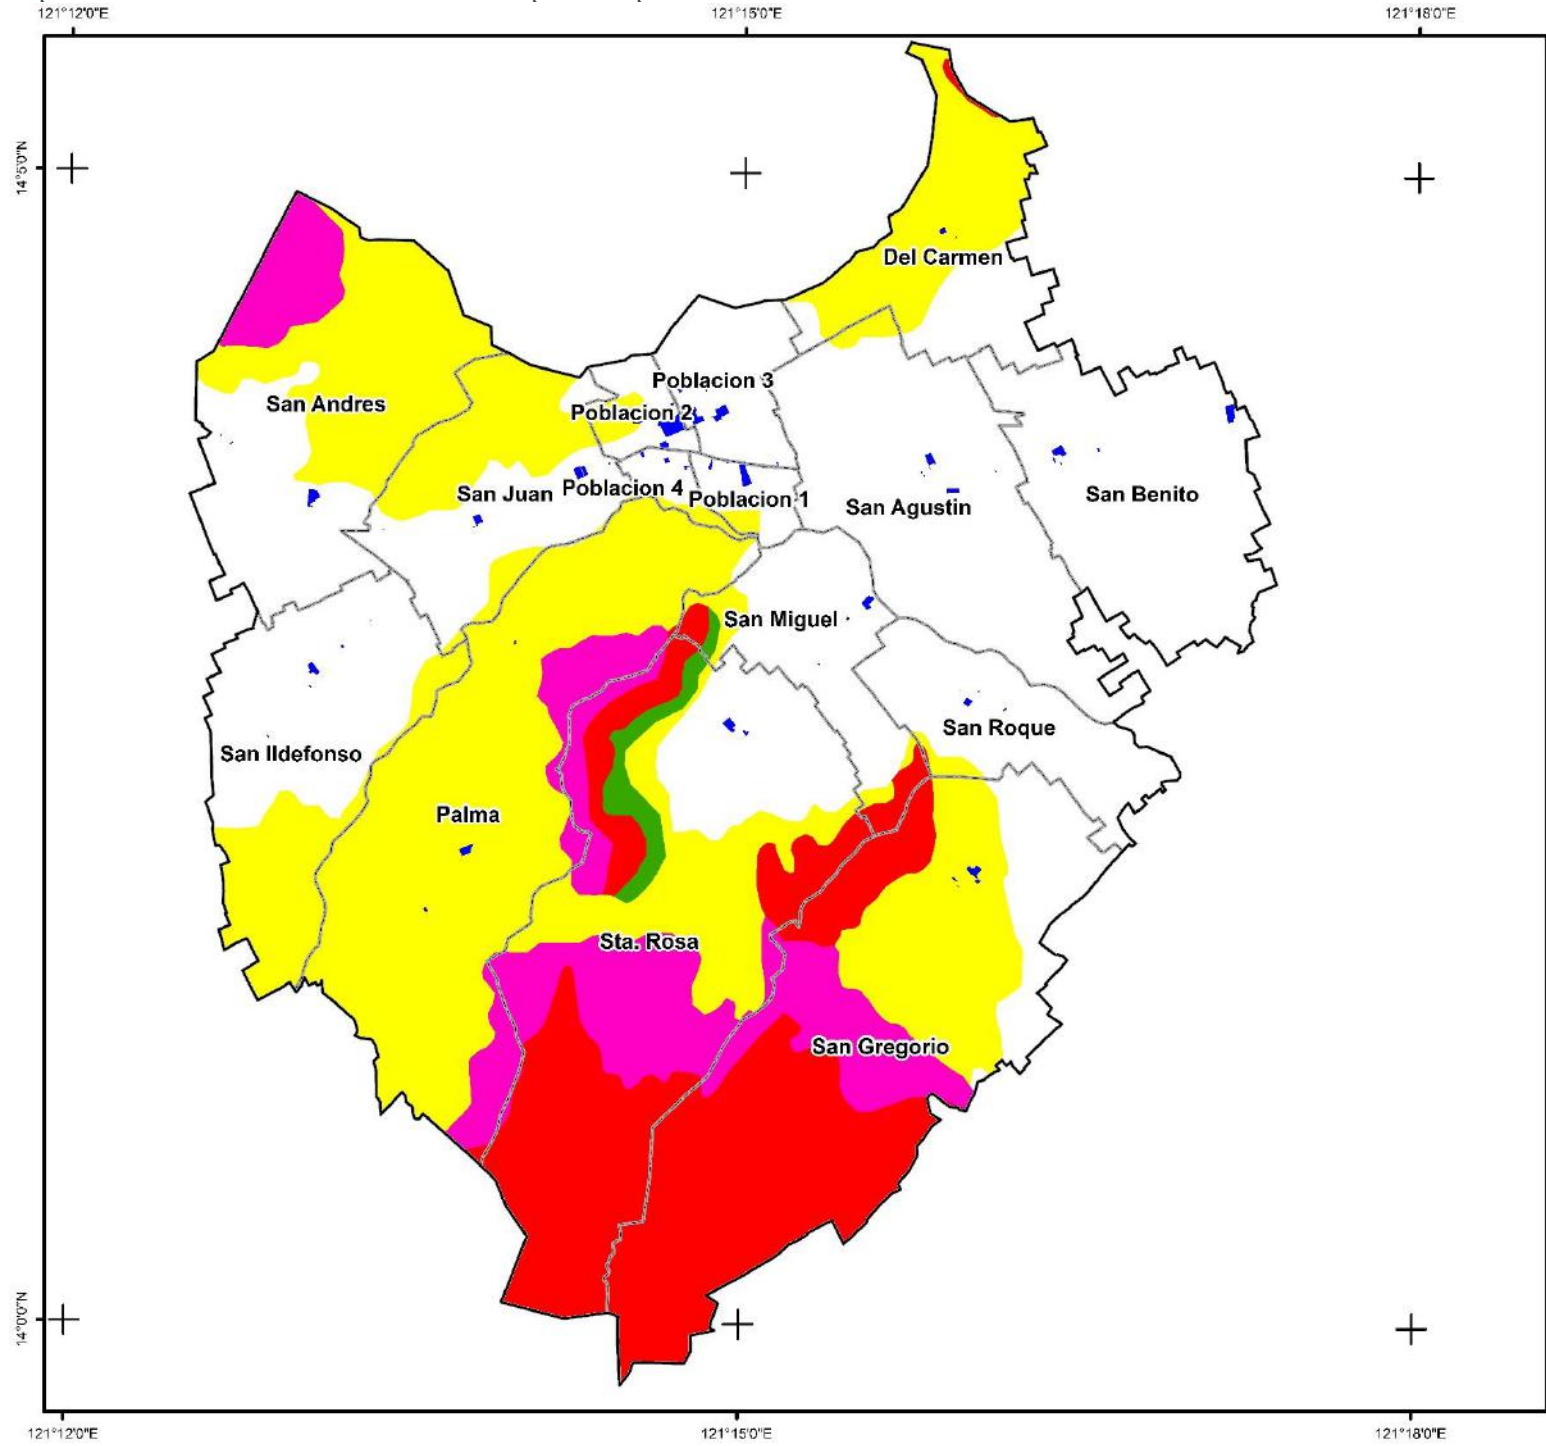 121°12'0"E
121°15'0"E
121°18'0"E
14°5'0"N
Del Carmen
Poblacion 3
San Andres
Poblacion 2
San Juan
Poblacion 4
Poblacion 1
San Agustin
San Benito
San Miguel
San Roque
San Ildefonso
Palma
Sta. Rosa
San Gregorio
14°0'0"N
121°12'0"E
121°15'0"E
121°18'0"E